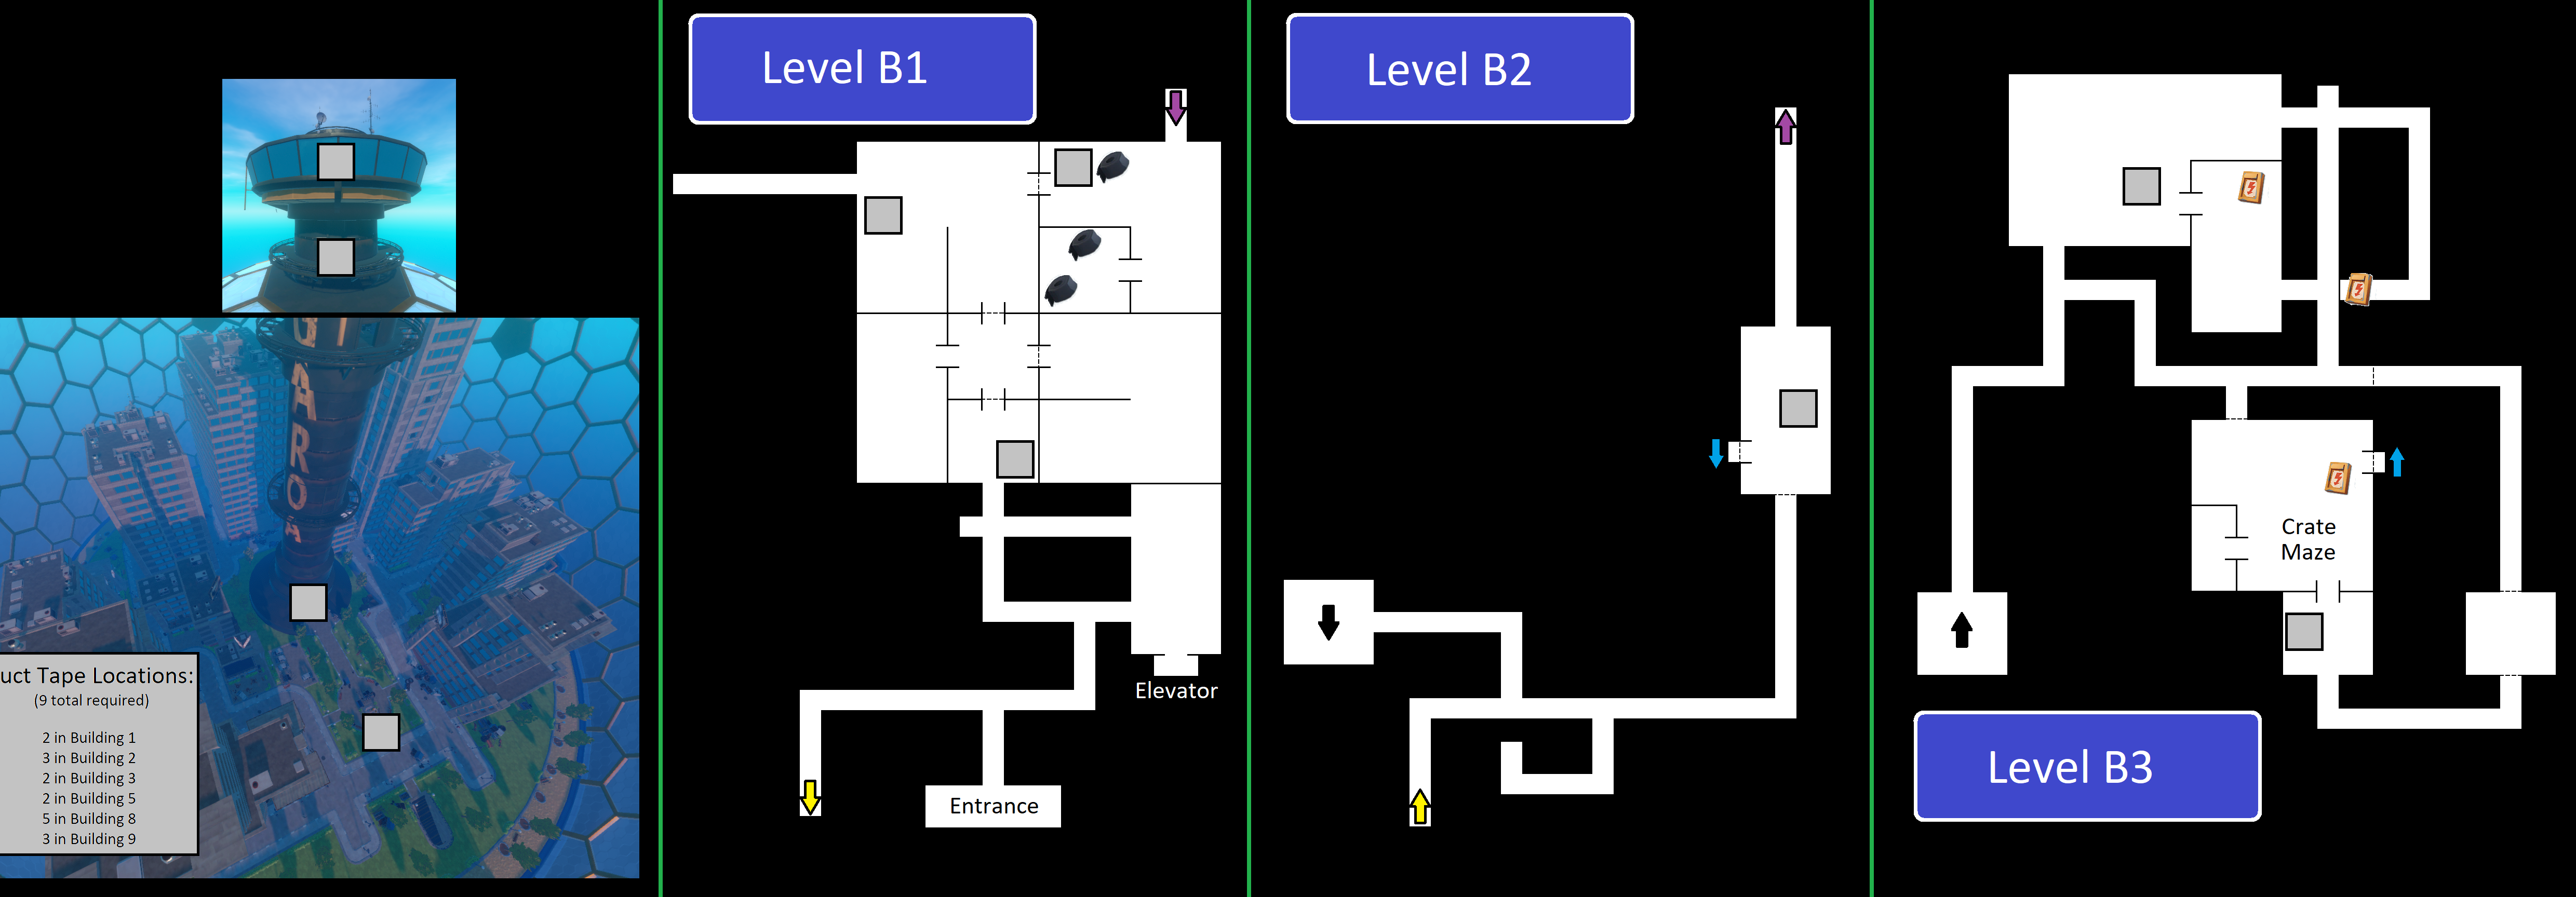 GAROA
uct Tape Locations:
(9 total required)
2 in Building 1
3 in Building 2
2 in Building 3
2 in Building 5
5 in Building 8
3 in Building 9
Level B1
Elevator
Entrance
Level B2
Crate
Maze
Level B3